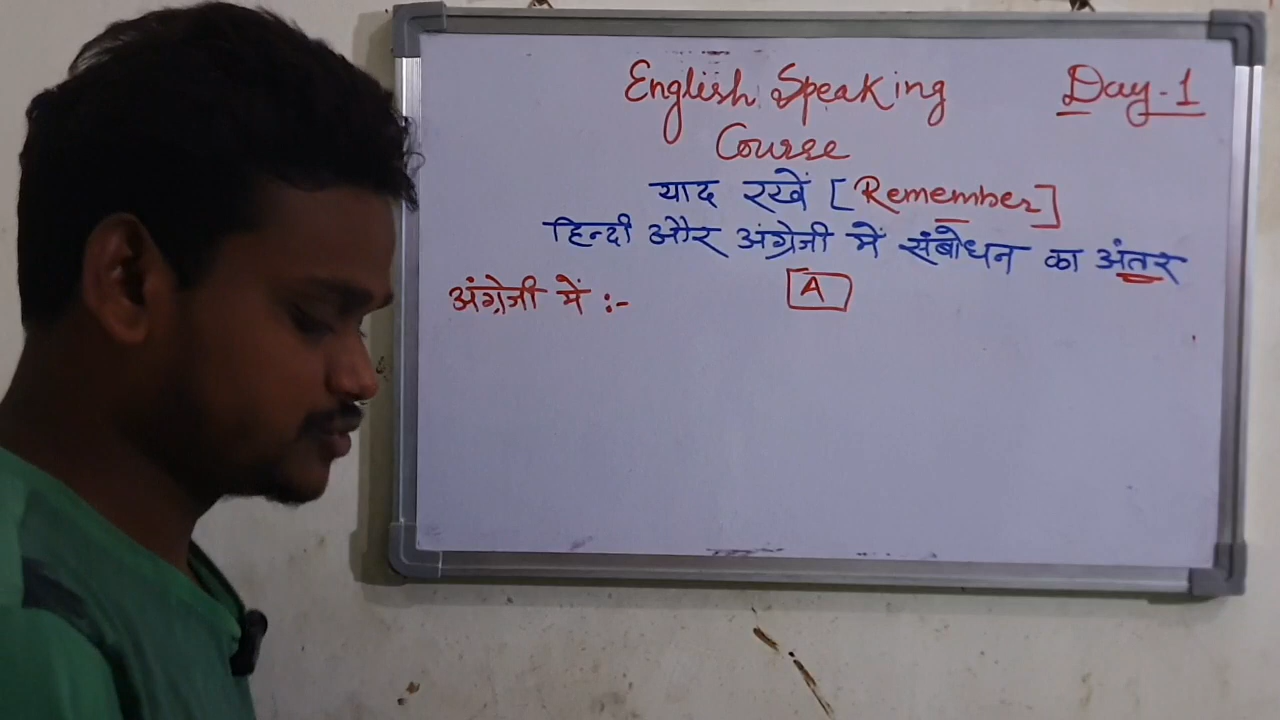 English Speaking Day-1
Course
याद रखें [Remember]
हिन्दी और अंग्रेजी में संबोधन का अंतर
अंग्रेजी में :- A